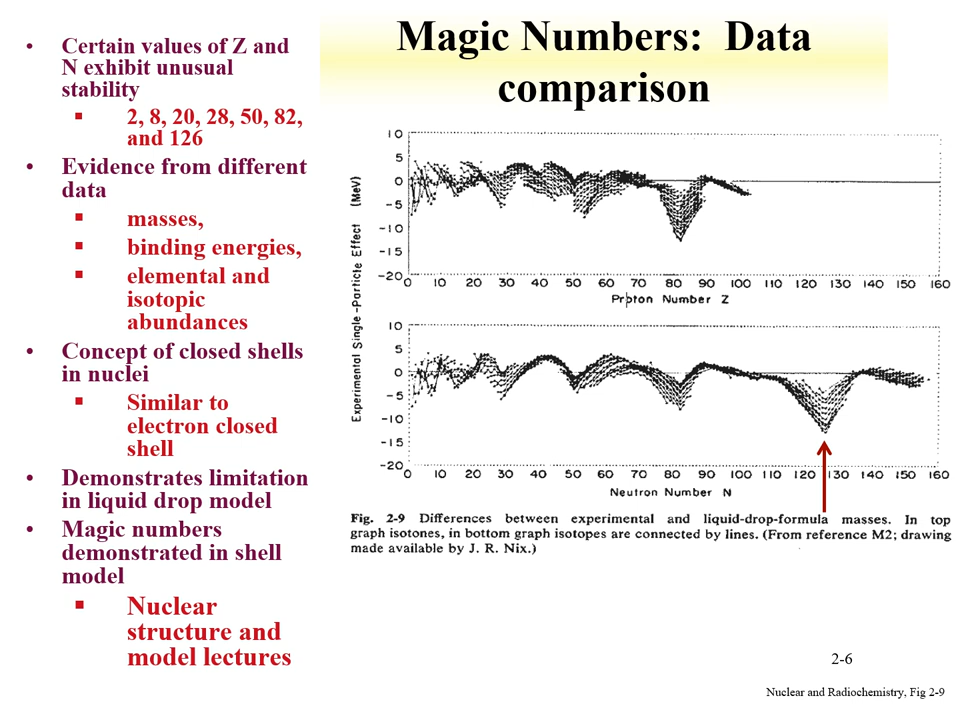 Magic Numbers: Data
comparison
• Certain values of Z and
N exhibit unusual
stability
▪ 2, 8, 20, 28, 50, 82,
and 126
• Evidence from different
data
▪ masses,
▪ binding energies,
▪ elemental and
isotopic
abundances
• Concept of closed shells
in nuclei
▪ Similar to
electron closed
shell
• Demonstrates limitation
in liquid drop model
• Magic numbers
demonstrated in shell
model
▪ Nuclear
structure and
model lectures
Experimental Single-Particle Effect (MeV)
10
5
0
-5
-10
-15
-20
0 10 20 30 40 50 60 70 80 90 100 110 120 130 140 150 160
Proton Number Z
10
5
0
-5
-10
-15
-20
0 10 20 30 40 50 60 70 80 90 100 110 120 130 140 150 160
Neutron Number N
Fig. 2-9 Differences between experimental and liquid-drop-formula masses. In top
graph isotones, in bottom graph isotopes are connected by lines. (From reference M2; drawing
made available by J. R. Nix.)
2-6
Nuclear and Radiochemistry, Fig 2-9